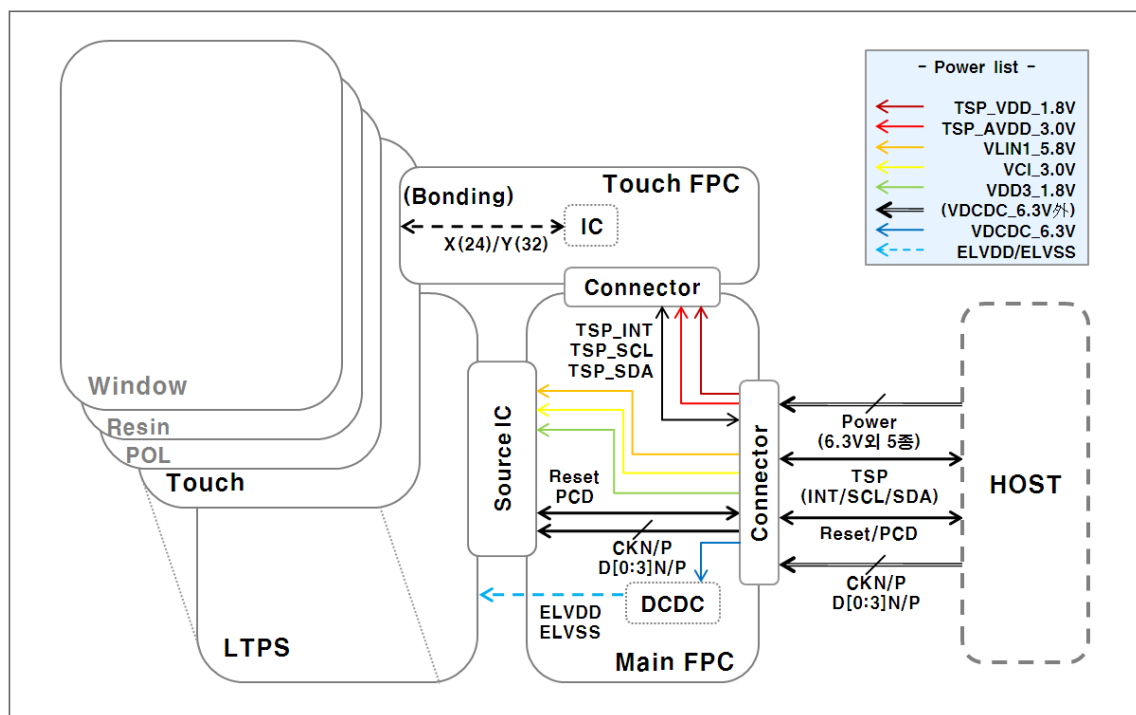 - Power list -
TSP_VDD_1.8V
TSP_AVDD_3.0V
VLIN1_5.8V
VCI_3.0V
VDD3_1.8V
(VDCDC_6.3V外)
VDCDC_6.3V
ELVDD/ELVSS
Touch FPC
(Bonding)
IC
X(24)/Y(32)
Connector
TSP_INT
TSP_SCL
TSP_SDA
Window
Resin
POL
Touch
LTPS
Source IC
Reset
PCD
CKN/P
D[0:3]N/P
DCDC
ELVDD
ELVSS
Main FPC
Connector
Power
(6.3V외 5종)
TSP
(INT/SCL/SDA)
Reset/PCD
CKN/P
D[0:3]N/P
HOST